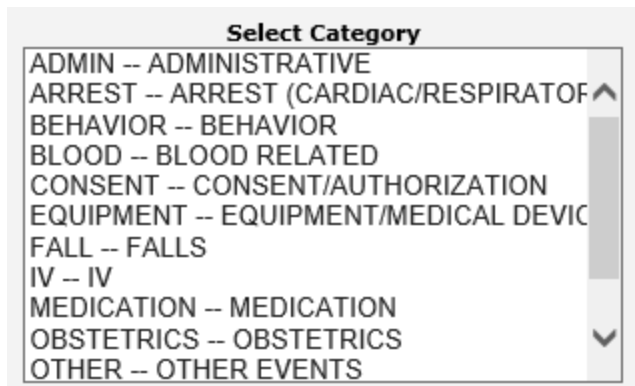 Select Category
ADMIN -- ADMINISTRATIVE
ARREST -- ARREST (CARDIAC/RESPIRATOR
BEHAVIOR -- BEHAVIOR
BLOOD -- BLOOD RELATED
CONSENT -- CONSENT/AUTHORIZATION
EQUIPMENT -- EQUIPMENT/MEDICAL DEVIC
FALL -- FALLS
IV -- IV
MEDICATION -- MEDICATION
OBSTETRICS -- OBSTETRICS
OTHER -- OTHER EVENTS